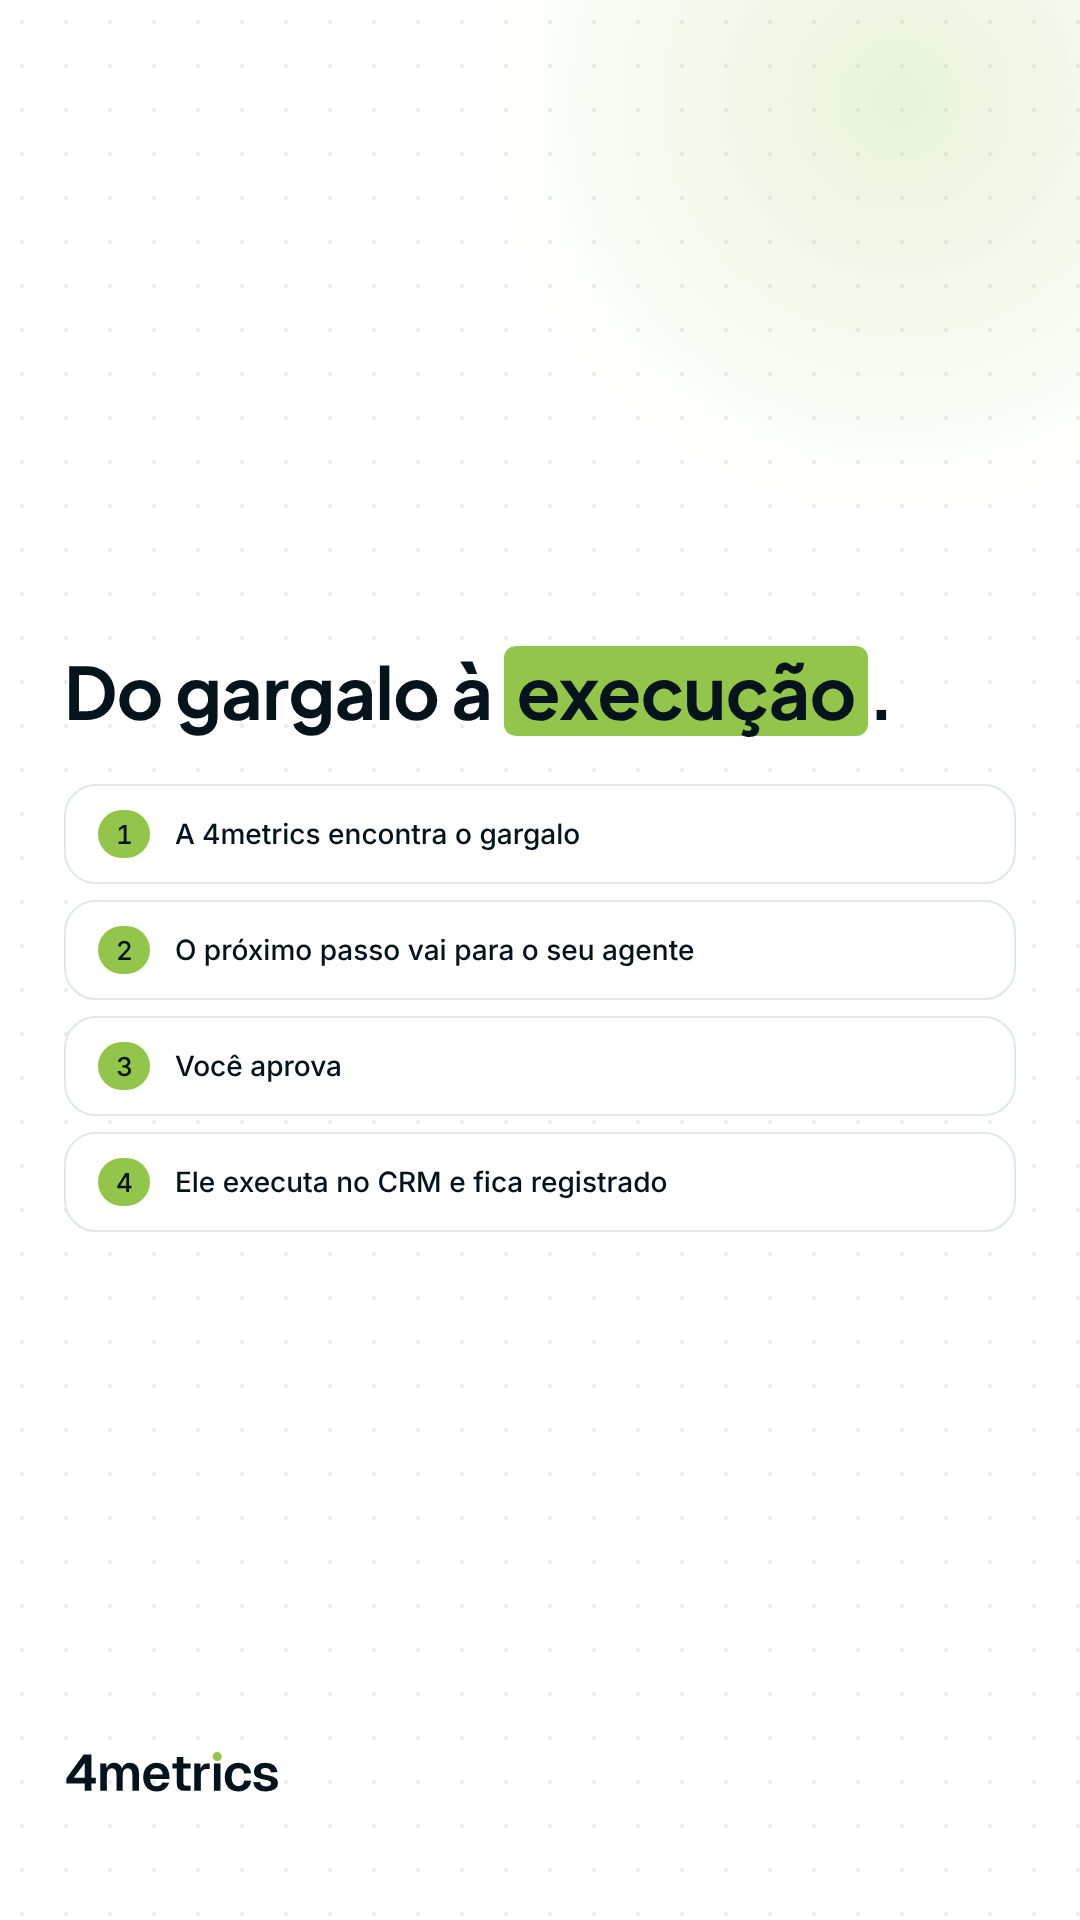 Do gargalo à execução.
1 A 4metrics encontra o gargalo
2 O próximo passo vai para o seu agente
3 Você aprova
4 Ele executa no CRM e fica registrado
4metrics